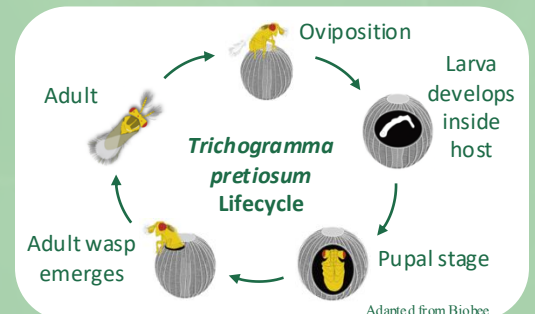 Oviposition
Larva
develops
inside
host
Pupal stage
Adult wasp
emerges
Adult
Trichogramma
pretiosum
Lifecycle
Adapted from Biobee